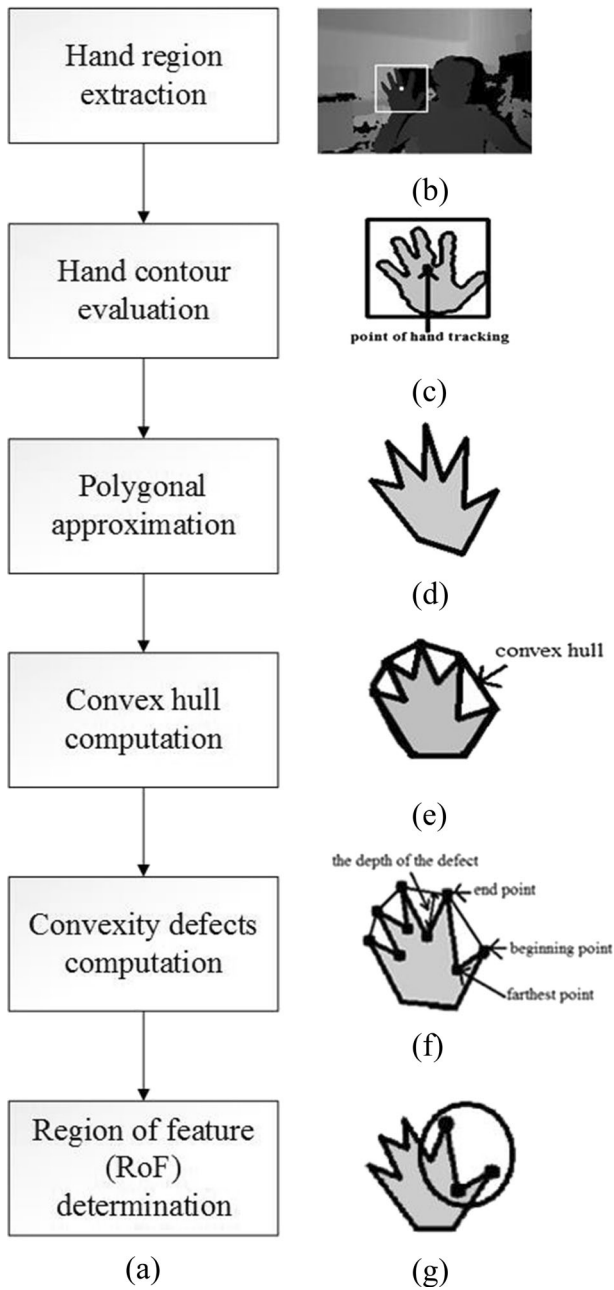 Hand region
extraction
(b)
Hand contour
evaluation
point of hand tracking
(c)
Polygonal
approximation
(d)
Convex hull
computation
convex hull
(e)
Convexity defects
computation
the depth of the defect
end point
beginning point
farthest point
(f)
Region of feature
(RoF)
determination
(a)
(g)